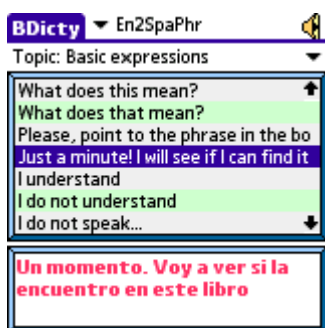 BDicty En2SpaPhr
Topic: Basic expressions
What does this mean?
What does that mean?
Please, point to the phrase in the bo
Just a minute! I will see if I can find it
I understand
I do not understand
I do not speak...
Un momento. Voy a ver si la
encuentro en este libro